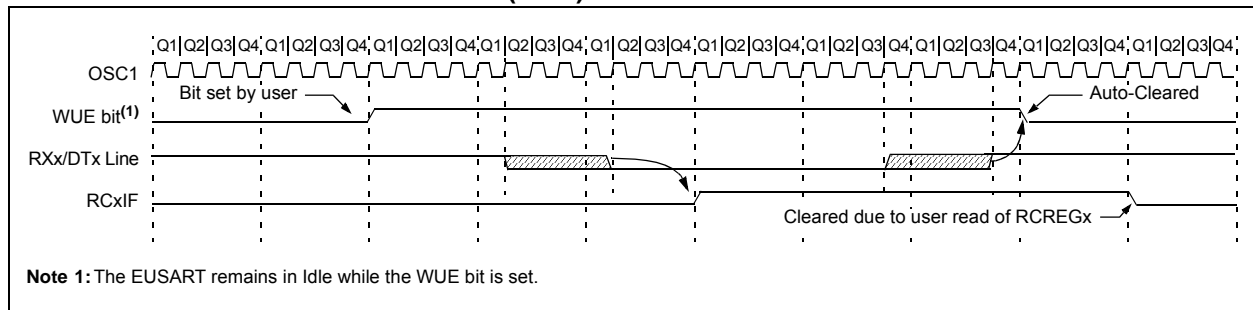 Q1 Q2 Q3 Q4 Q1 Q2 Q3 Q4 Q1 Q2 Q3 Q4 Q1 Q2 Q3 Q4 Q1 Q2 Q3 Q4 Q1 Q2 Q3 Q4 Q1 Q2 Q3 Q4 Q1 Q2 Q3 Q4 Q1 Q2 Q3 Q4 Q1 Q2 Q3 Q4
OSC1
Bit set by user
Auto-Cleared
WUE bit(1)
RXx/DTx Line
RCxIF
Cleared due to user read of RCREGx
Note 1: The EUSART remains in Idle while the WUE bit is set.